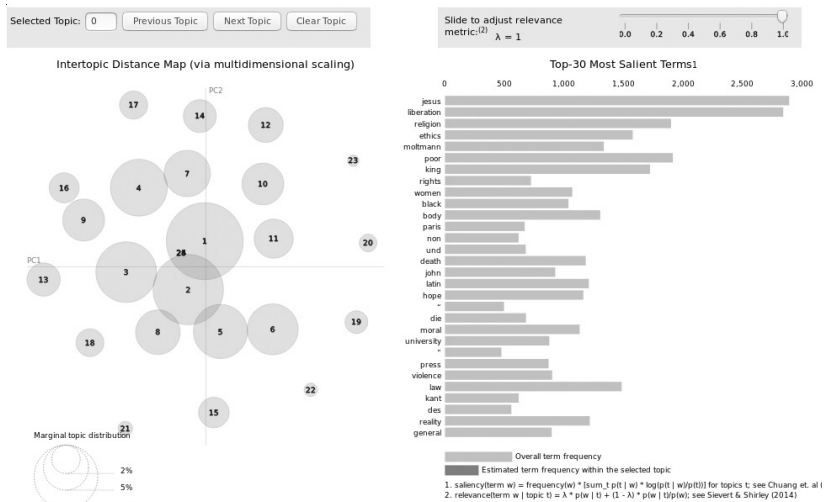 Selected Topic: 0 Previous Topic Next Topic Clear Topic
Slide to adjust relevance
metric:(2)
λ = 1
0.0 0.2 0.4 0.6 0.8 1.0
Intertopic Distance Map (via multidimensional scaling)
PC2
PC1
17
14
12
23
7
4
10
16
9
1
11
20
3
13
2
19
8
5
6
18
22
15
21
Marginal topic distribution
2%
5%
Top-30 Most Salient Terms1
0 500 1,000 1,500 2,000 2,500 3,000
jesus
liberation
religion
ethics
moltmann
poor
king
rights
women
black
body
paris
non
und
death
john
latin
hope
"
die
moral
university
"
press
violence
law
kant
des
reality
general
Overall term frequency
Estimated term frequency within the selected topic
1. saliency(term w) = frequency(w) * [sum_t p(t | w) * log(p(t | w)/p(t))] for topics t; see Chuang et. al (
2. relevance(term w | topic t) = λ * p(w | t) + (1 - λ) * p(w | t)/p(w); see Sievert & Shirley (2014)